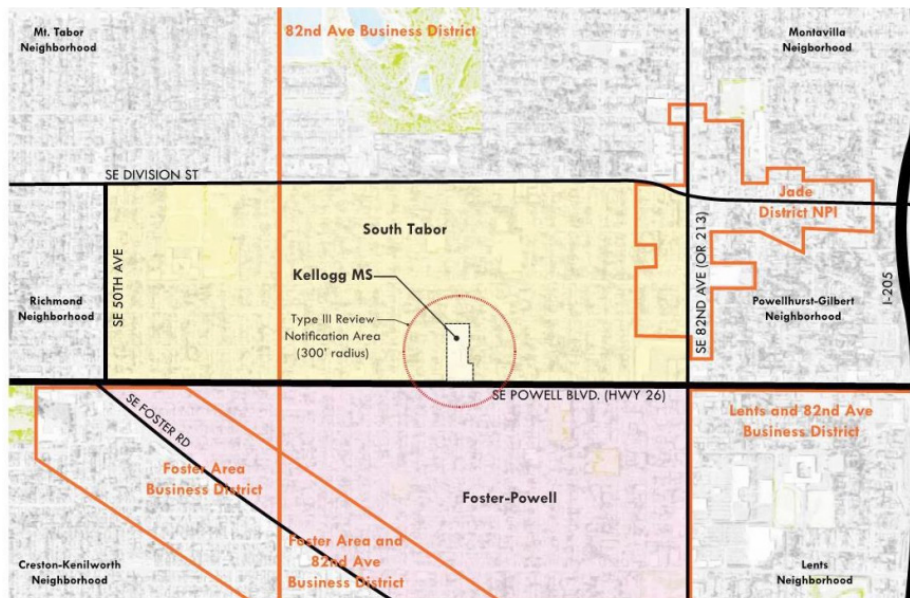 Mt. Tabor
Neighborhood
82nd Ave Business District
Montavilla
Neigborhood
SE DIVISION ST
Jade
District NPI
South Tabor
SE 50TH AVE
Kellogg MS
SE 82ND AVE (OR 213)
I-205
Richmond
Neighborhood
Type III Review
Notification Area
(300' radius)
Powellhurst-Gilbert
Neighborhood
SE POWELL BLVD. (HWY 26)
SE FOSTER RD
Lents and 82nd Ave
Business District
Foster Area
Business District
Foster-Powell
Foster Area and
82nd Ave
Business District
Creston-Kenilworth
Neighborhood
Lents
Neighborhood